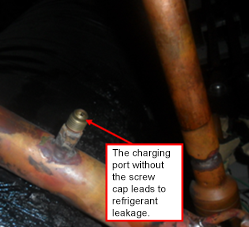 The charging
port without
the screw
cap leads to
refrigerant
leakage.